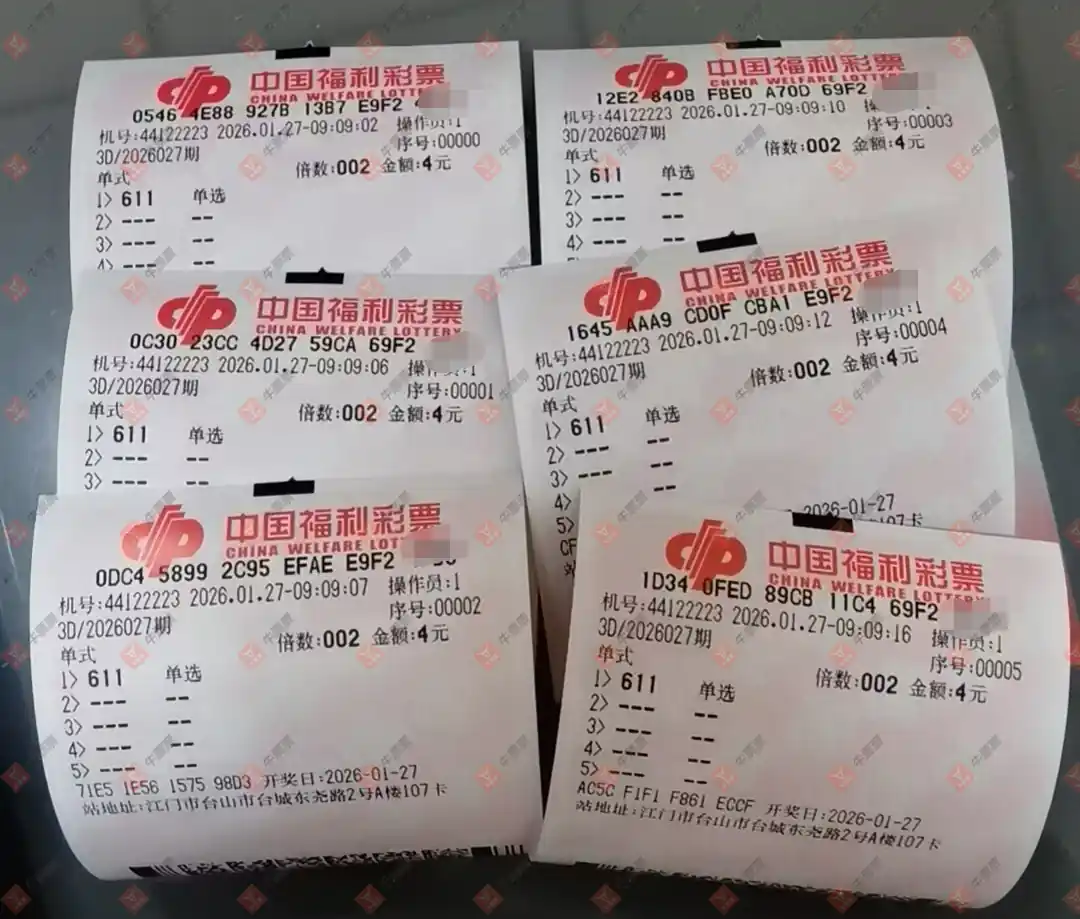 中国福利彩票
CHINA WELFARE LOTTERY
0546 4E88 927B 13B7 E9F2
机号:44122223 2026.01.27-09:09:02 操作员:1
3D/2026027期 序号:00000
单式 倍数:002 金额:4元
1> 611 单选
2> --- --
3> --- --
4> --- --
中国福利彩票
CHINA WELFARE LOTTERY
12E2 840B FBE0 A70D 69F2
机号:44122223 2026.01.27-09:09:10
3D/2026027期 序号:00003
单式 倍数:002 金额:4元
1> 611 单选
2> --- --
3> --- --
4> --- --
中国福利彩票
CHINA WELFARE LOTTERY
0C30 23CC 4D27 59CA 69F2
机号:44122223 2026.01.27-09:09:06
3D/2026027期 序号:00001
单式 倍数:002 金额:4元
1> 611 单选
2> --- --
3> --- --
中国福利彩票
CHINA WELFARE LOTTERY
1645 AAA9 CD0F CBA1 E9F2
机号:44122223 2026.01.27-09:09:12 操作员:1
3D/2026027期 序号:00004
单式 倍数:002 金额:4元
1> 611 单选
2> --- --
3> --- --
4> --
5> 2026-01-27
107卡
中国福利彩票
CHINA WELFARE LOTTERY
0DC4 5899 2C95 EFAE E9F2
机号:44122223 2026.01.27-09:09:07 操作员:1
3D/2026027期 序号:00002
单式 倍数:002 金额:4元
1> 611 单选
2> --- --
3> --- --
4> --- --
5> --- --
71E5 1E56 1575 98D3 开奖日:2026-01-27
站地址:江门市台山市台城东尧路2号A楼107卡
中国福利彩票
CHINA WELFARE LOTTERY
1D34 0FED 89CB 11C4 69F2
机号:44122223 2026.01.27-09:09:16 操作员:1
3D/2026027期 序号:00005
单式 倍数:002 金额:4元
1> 611 单选
2> --- --
3> --- --
4> --- --
5> --- --
AC5C F1F1 F861 ECCF 开奖日:2026-01-27
站地址:江门市台山市台城东尧路2号A楼107卡